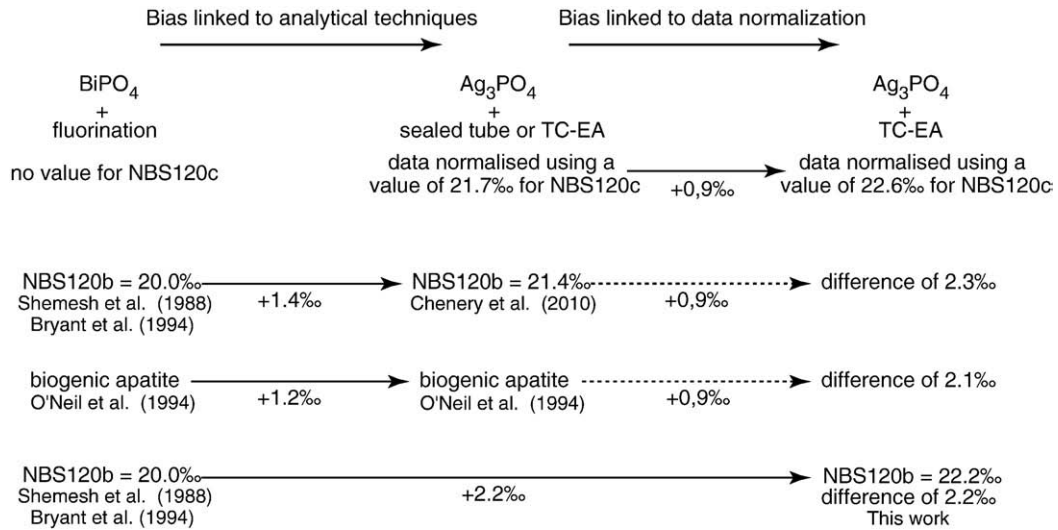 Bias linked to analytical techniques
Bias linked to data normalization
BiPO4
+
fluorination
no value for NBS120c
Ag3PO4
+
sealed tube or TC-EA
data normalised using a
value of 21.7‰ for NBS120c
+0,9‰
Ag3PO4
+
TC-EA
data normalised using a
value of 22.6‰ for NBS120c
NBS120b = 20.0‰
Shemesh et al. (1988)
Bryant et al. (1994)
+1.4‰
NBS120b = 21.4‰
Chenery et al. (2010)
+0,9‰
difference of 2.3‰
biogenic apatite
O'Neil et al. (1994)
+1.2‰
biogenic apatite
O'Neil et al. (1994)
+0,9‰
difference of 2.1‰
NBS120b = 20.0‰
Shemesh et al. (1988)
Bryant et al. (1994)
+2.2‰
NBS120b = 22.2‰
difference of 2.2‰
This work